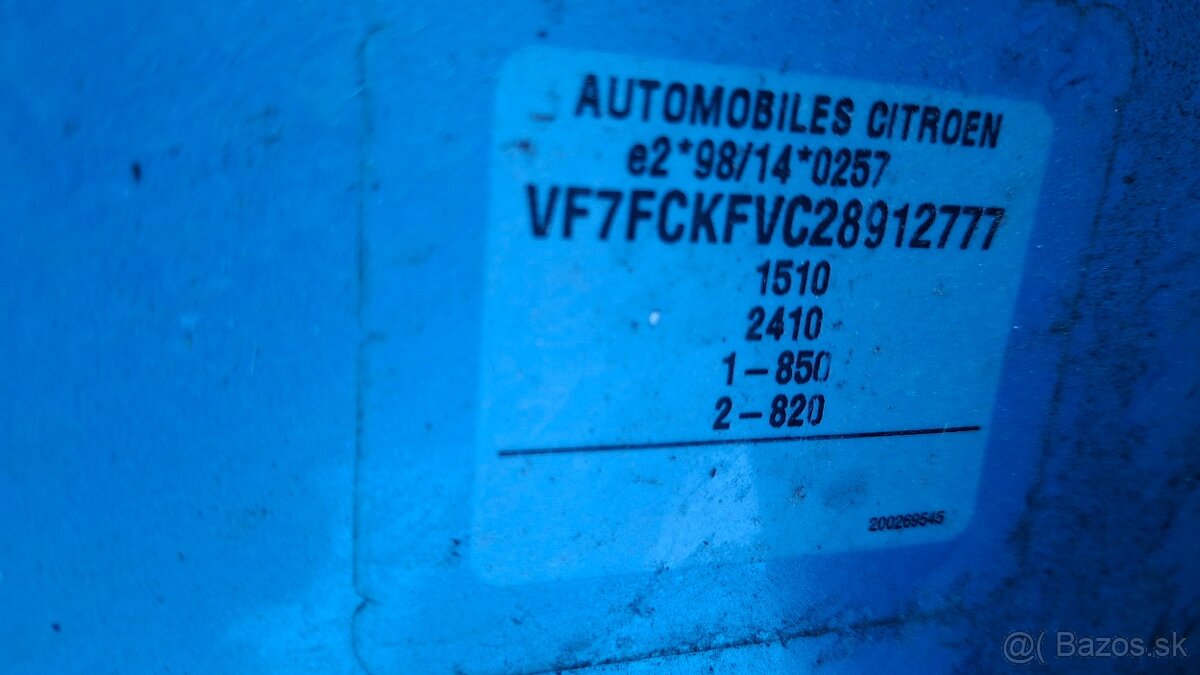 AUTOMOBILES CITROEN
e2*98/14*0257
VF7FCKFVC28912777
1510
2410
1-850
2-820
200269545
@( Bazos.sk